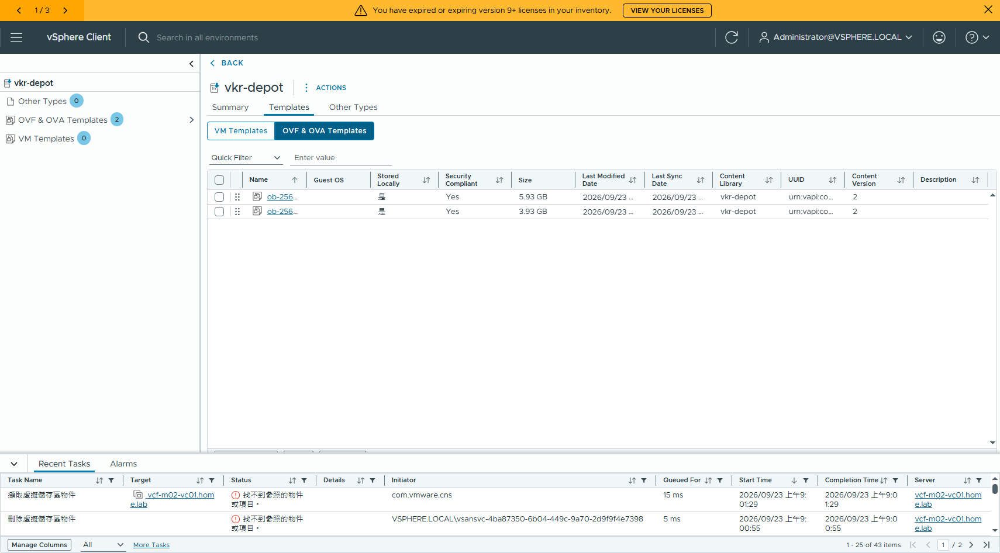 1 / 3
You have expired or expiring version 9+ licenses in your inventory.
VIEW YOUR LICENSES
vSphere Client
Search in all environments
Administrator@VSPHERE.LOCAL
BACK
vkr-depot
Other Types 0
OVF & OVA Templates 2
VM Templates 0
vkr-depot
ACTIONS
Summary Templates Other Types
VM Templates OVF & OVA Templates
Quick Filter Enter value
Name Guest OS Stored Locally Security Compliant Size Last Modified Date Last Sync Date Content Library UUID Content Version Description
ob-256... 是 Yes 5.93 GB 2026/09/23 ... 2026/09/23 ... vkr-depot urn:vapi:co... 2
ob-256... 是 Yes 3.93 GB 2026/09/23 ... 2026/09/23 ... vkr-depot urn:vapi:co... 2
Recent Tasks Alarms
Task Name Target Status Details Initiator Queued For Start Time Completion Time Server
擷取虛擬儲存區物件 vcf-m02-vc01.hom 找不到參照的物件 com.vmware.cns 15 ms 2026/09/23 上午9: 2026/09/23 上午9:0 vcf-m02-vc01.hom
e.lab 或項目。 01:29 1:29 e.lab
刪除虛擬儲存區物件 找不到參照的物件 VSPHERE.LOCAL\vsansvc-4ba87350-6b04-449c-9a70-2d9f9f4e7398 5 ms 2026/09/23 上午9: 2026/09/23 上午9:0 vcf-m02-vc01.hom
或項目。 00:55 0:55 e.lab
Manage Columns All More Tasks 1 - 25 of 43 items 1 / 2